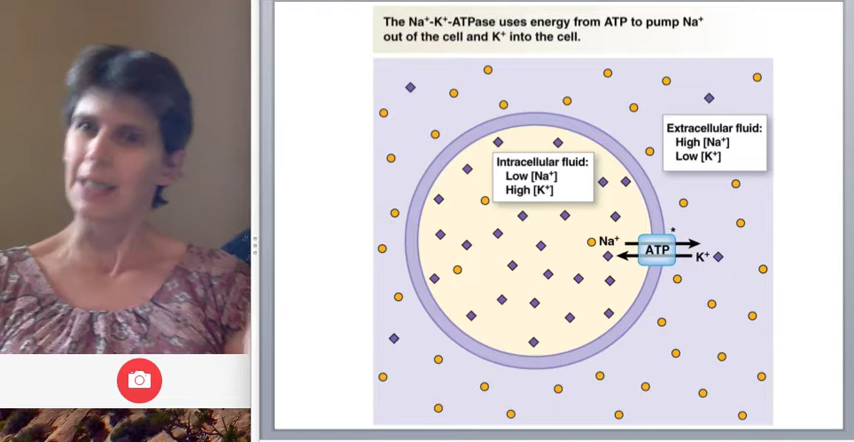 The Na⁺-K⁺-ATPase uses energy from ATP to pump Na⁺
out of the cell and K⁺ into the cell.
Extracellular fluid:
High [Na⁺]
Low [K⁺]
Intracellular fluid:
Low [Na⁺]
High [K⁺]
Na⁺
*
ATP
K⁺